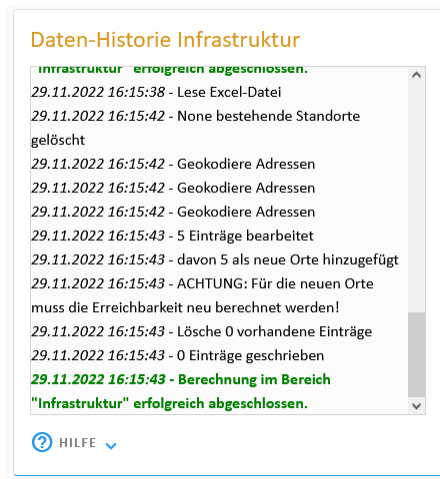 Daten-Historie Infrastruktur
"Infrastruktur" erfolgreich abgeschlossen.
29.11.2022 16:15:38 - Lese Excel-Datei
29.11.2022 16:15:42 - None bestehende Standorte
gelöscht
29.11.2022 16:15:42 - Geokodiere Adressen
29.11.2022 16:15:42 - Geokodiere Adressen
29.11.2022 16:15:42 - Geokodiere Adressen
29.11.2022 16:15:43 - 5 Einträge bearbeitet
29.11.2022 16:15:43 - davon 5 als neue Orte hinzugefügt
29.11.2022 16:15:43 - ACHTUNG: Für die neuen Orte
muss die Erreichbarkeit neu berechnet werden!
29.11.2022 16:15:43 - Lösche 0 vorhandene Einträge
29.11.2022 16:15:43 - 0 Einträge geschrieben
29.11.2022 16:15:43 - Berechnung im Bereich
"Infrastruktur" erfolgreich abgeschlossen.
HILFE